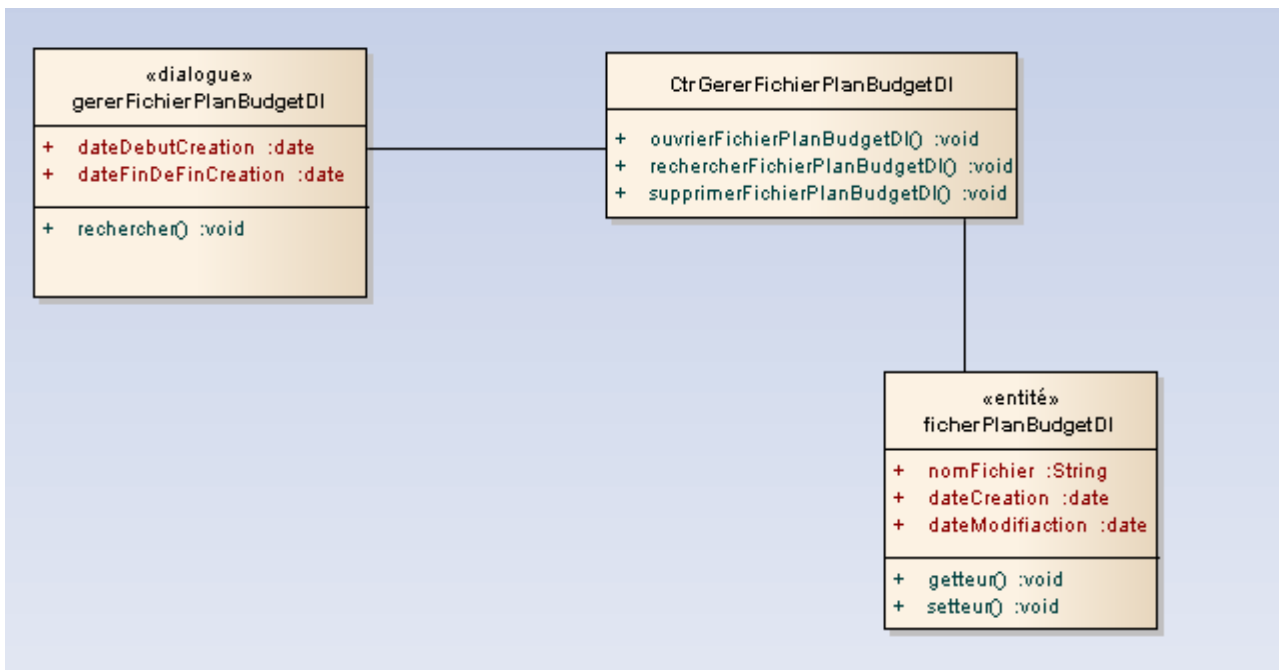 «dialogue»
gererFichierPlanBudgetDI
+ dateDebutCreation :date
+ dateFinDeFinCreation :date
+ rechercher() :void
CtrGererFichierPlanBudgetDI
+ ouvrierFichierPlanBudgetDI() :void
+ rechercherFichierPlanBudgetDI() :void
+ supprimerFichierPlanBudgetDI() :void
«entité»
ficherPlanBudgetDI
+ nomFichier :String
+ dateCreation :date
+ dateModifiaction :date
+ getteur() :void
+ setteur() :void